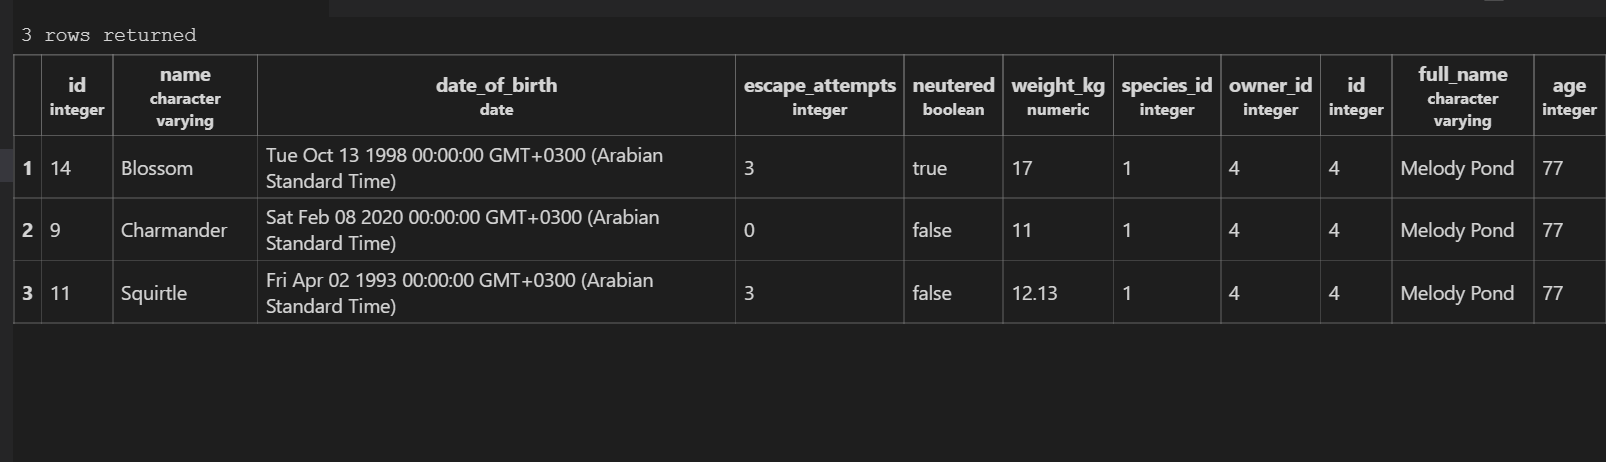 3 rows returned
id name date_of_birth escape_attempts neutered weight_kg species_id owner_id id full_name age
integer character varying date integer boolean numeric integer integer integer character varying integer
1 14 Blossom Tue Oct 13 1998 00:00:00 GMT+0300 (Arabian Standard Time) 3 true 17 1 4 4 Melody Pond 77
2 9 Charmander Sat Feb 08 2020 00:00:00 GMT+0300 (Arabian Standard Time) 0 false 11 1 4 4 Melody Pond 77
3 11 Squirtle Fri Apr 02 1993 00:00:00 GMT+0300 (Arabian Standard Time) 3 false 12.13 1 4 4 Melody Pond 77